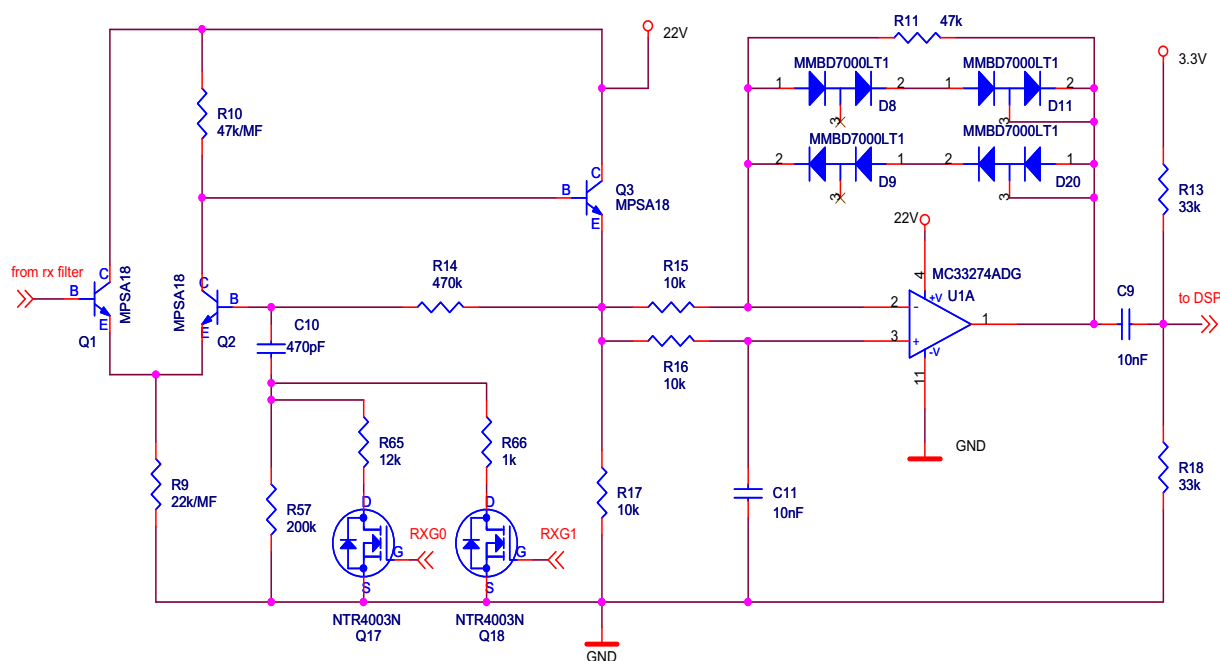 R11 47k
22V
3.3V
MMBD7000LT1 MMBD7000LT1
1 2 1 2
R10
47k/MF
D8 D11
3 3
MMBD7000LT1 MMBD7000LT1
2 1 2 1
C
B
E
Q3
MPSA18
D9 D20
3 3
R13
33k
22V
from rx filter
B
C
E
Q1
MPSA18
MPSA18
C
B
E
Q2
R14
470k
R15
10k
4
MC33274ADG
+V U1A
2 -
3 +
1
-V
11
C9
10nF
to DSP
C10
470pF
R16
10k
GND
R65
12k
R66
1k
R18
33k
R9
22k/MF
R57
200k
D
G
S
RXG0
D
G
S
RXG1
R17
10k
C11
10nF
NTR4003N
Q17
NTR4003N
Q18
GND